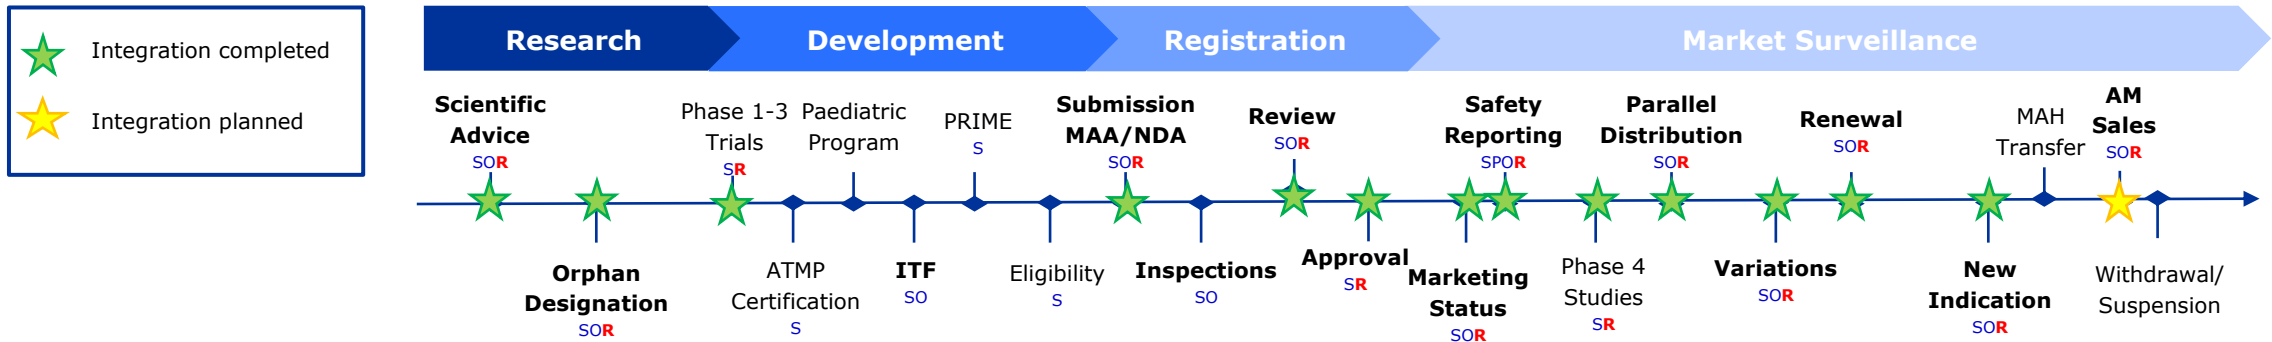 Integration completed
Integration planned
Research
Development
Registration
Market Surveillance
Scientific
Advice
SOR
Orphan
Designation
SOR
Phase 1-3
Trials
SR
ATMP
Certification
S
Paediatric
Program
ITF
SO
PRIME
S
Eligibility
S
Submission
MAA/NDA
SOR
Inspections
SO
Review
SOR
Approval
SR
Marketing
Status
SOR
Safety
Reporting
SPOR
Phase 4
Studies
SR
Parallel
Distribution
SOR
Variations
SOR
Renewal
SOR
New
Indication
SOR
MAH
Transfer
AM
Sales
SOR
Withdrawal/
Suspension